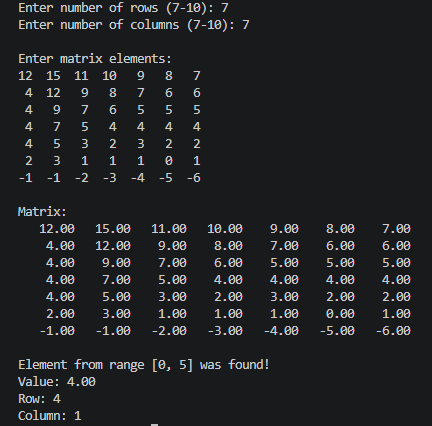 Enter number of rows (7-10): 7
Enter number of columns (7-10): 7
Enter matrix elements:
12 15 11 10 9 8 7
4 12 9 8 7 6 6
4 9 7 6 5 5 5
4 7 5 4 4 4 4
4 5 3 2 3 2 2
2 3 1 1 1 0 1
-1 -1 -2 -3 -4 -5 -6
Matrix:
12.00 15.00 11.00 10.00 9.00 8.00 7.00
4.00 12.00 9.00 8.00 7.00 6.00 6.00
4.00 9.00 7.00 6.00 5.00 5.00 5.00
4.00 7.00 5.00 4.00 4.00 4.00 4.00
4.00 5.00 3.00 2.00 3.00 2.00 2.00
2.00 3.00 1.00 1.00 1.00 0.00 1.00
-1.00 -1.00 -2.00 -3.00 -4.00 -5.00 -6.00
Element from range [0, 5] was found!
Value: 4.00
Row: 4
Column: 1